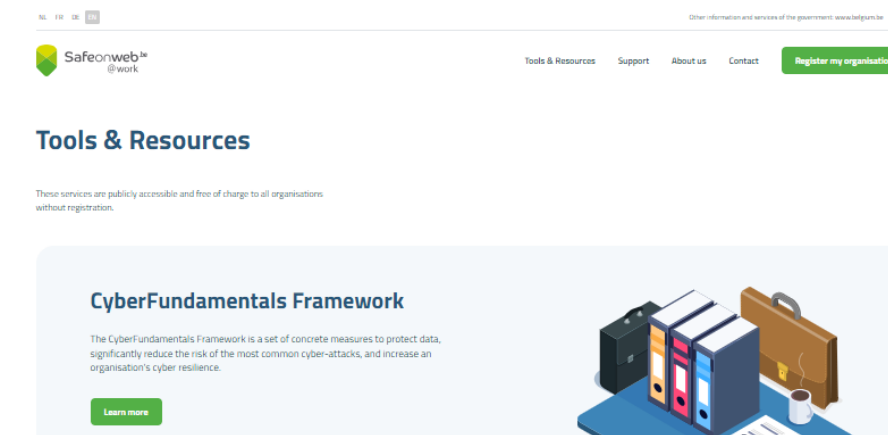 NL FR DE EN
Other information and services of the government: www.belgium.be
Safeonweb.be
@work
Tools & Resources Support About us Contact Register my organisatio
Tools & Resources
These services are publicly accessible and free of charge to all organisations
without registration.
CyberFundamentals Framework
The CyberFundamentals Framework is a set of concrete measures to protect data,
significantly reduce the risk of the most common cyber-attacks, and increase an
organisation's cyber resilience.
Learn more